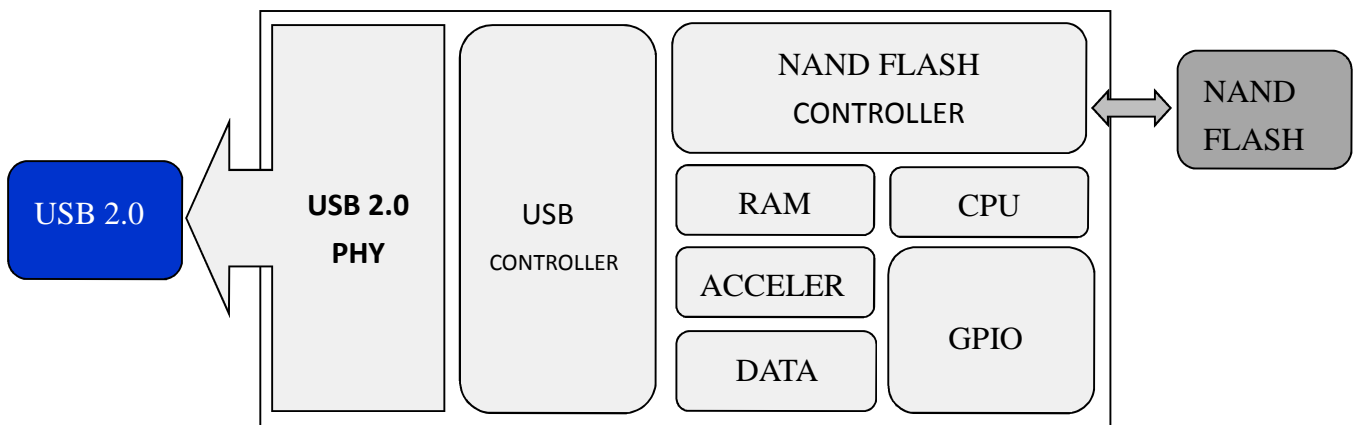 USB 2.0
USB 2.0
PHY
USB
CONTROLLER
NAND FLASH
CONTROLLER
RAM
CPU
ACCELER
GPIO
DATA
NAND
FLASH